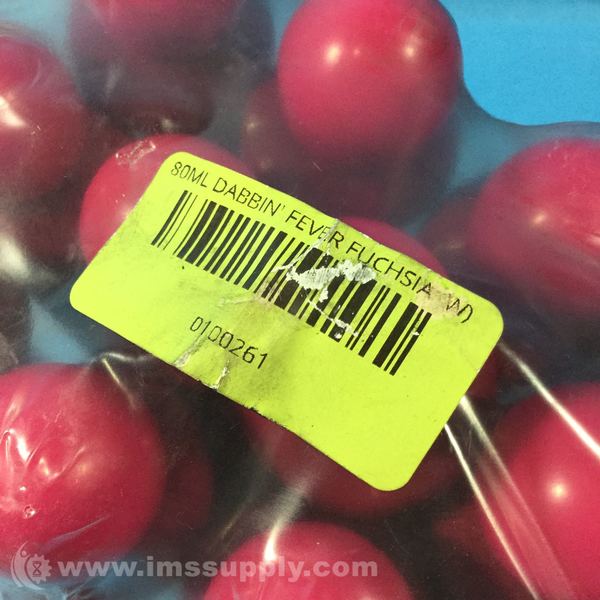 80ML DABBIN' FEVER FUCHSIA (W)
0100261
www.imssupply.com